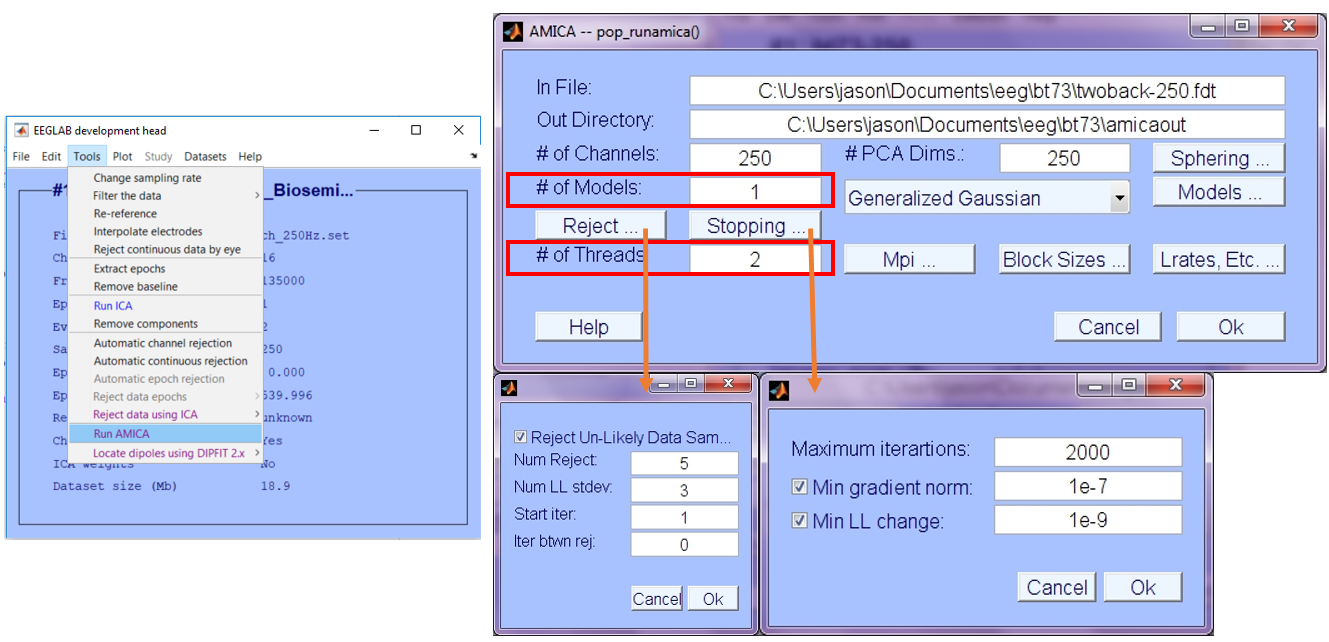 EEGLAB development head
File Edit Tools Plot Study Datasets Help
#1 _Biosemi...
Change sampling rate
Filter the data
Re-reference
Interpolate electrodes
Reject continuous data by eye
Extract epochs
Remove baseline
Run ICA
Remove components
Automatic channel rejection
Automatic continuous rejection
Automatic epoch rejection
Reject data epochs
Reject data using ICA
Run AMICA
Locate dipoles using DIPFIT 2.x
Fi ch_250Hz.set
Ch 16
Fr 135000
Ep 1
Ev 2
Sa 250
Ep 0.000
Ep 539.996
Re unknown
Ch Yes
ICA weights No
Dataset size (Mb) 18.9
AMICA -- pop_runamica()
In File: C:\Users\jason\Documents\eeg\bt73\twoback-250.fdt
Out Directory: C:\Users\jason\Documents\eeg\bt73\amicaout
# of Channels: 250 # PCA Dims.: 250 Sphering ...
# of Models: 1 Generalized Gaussian Models ...
Reject ... Stopping ...
# of Threads 2 Mpi ... Block Sizes ... Lrates, Etc. ...
Help Cancel Ok
Reject Un-Likely Data Sam...
Num Reject: 5
Num LL stdev: 3
Start iter: 1
Iter btwn rej: 0
Cancel Ok
Maximum iterartions: 2000
Min gradient norm: 1e-7
Min LL change: 1e-9
Cancel Ok